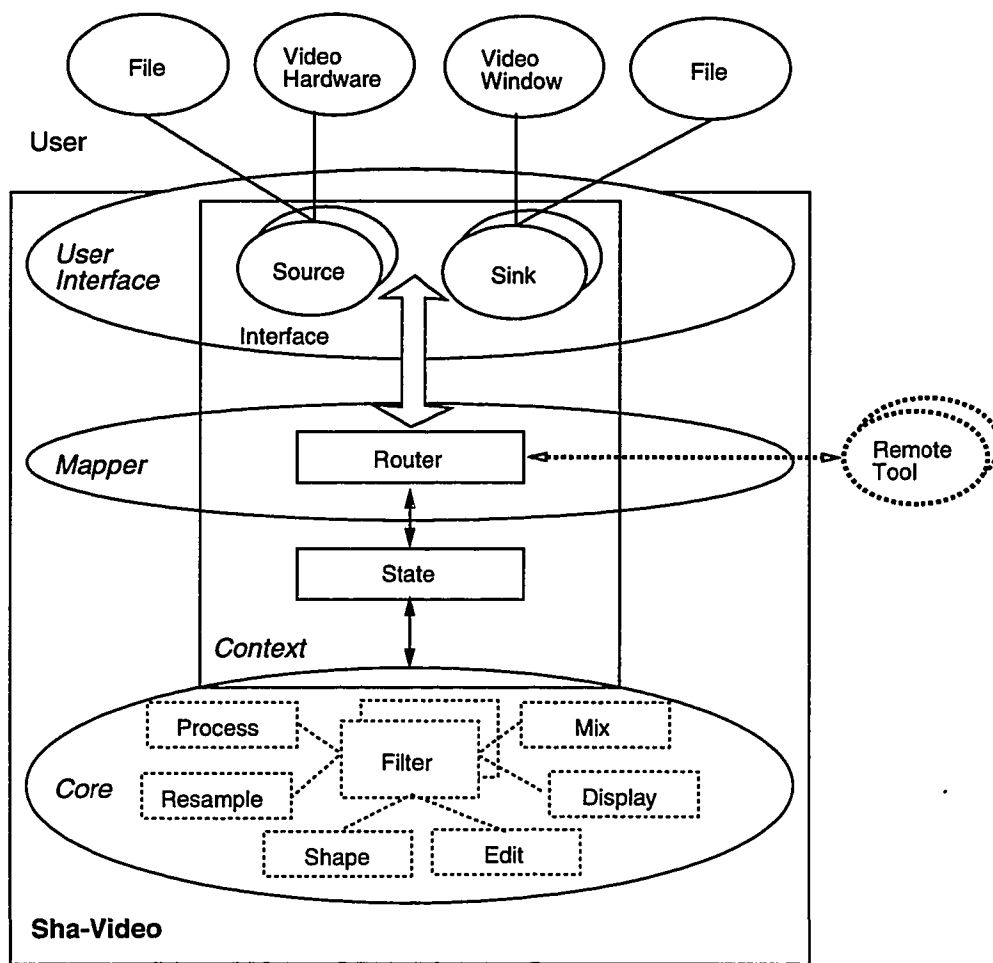 File
Video
Hardware
Video
Window
File
User
User
Interface
Source
Sink
Interface
Mapper
Router
Remote
Tool
State
Context
Process
Mix
Filter
Core
Resample
Display
Shape
Edit
Sha-Video